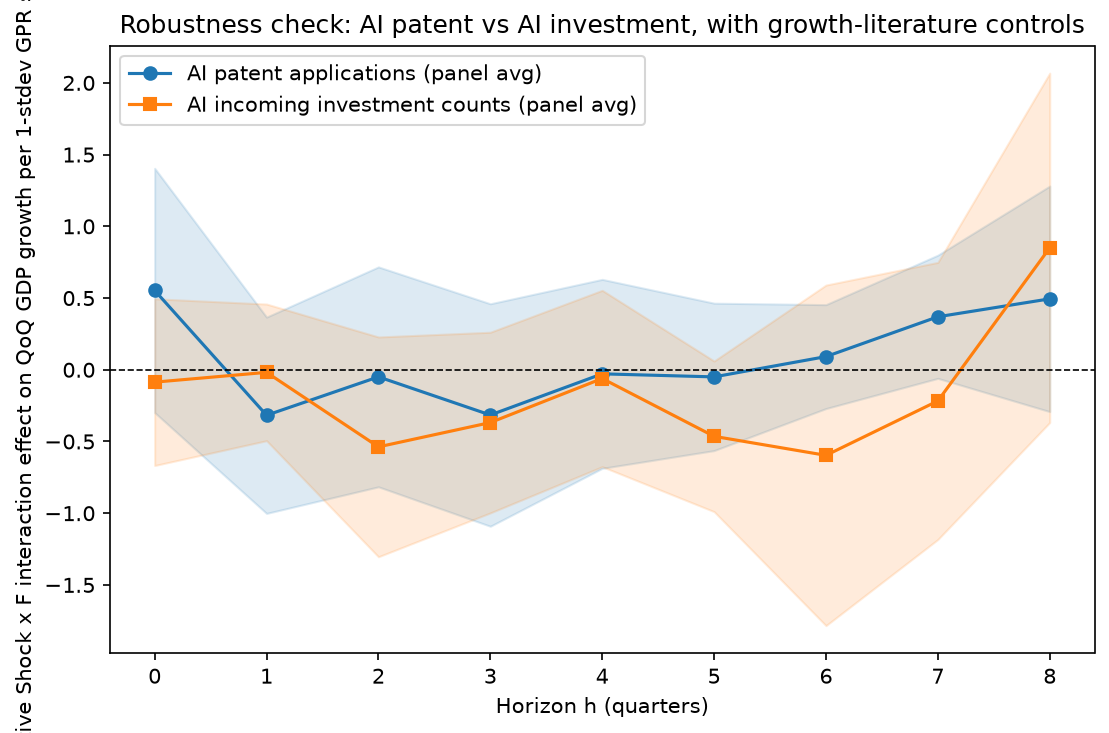 Robustness check: AI patent vs AI investment, with growth-literature controls
AI patent applications (panel avg)
AI incoming investment counts (panel avg)
ive Shock x F interaction effect on QoQ GDP growth per 1-stdev GPR
2.0
1.5
1.0
0.5
0.0
−0.5
−1.0
−1.5
0 1 2 3 4 5 6 7 8
Horizon h (quarters)